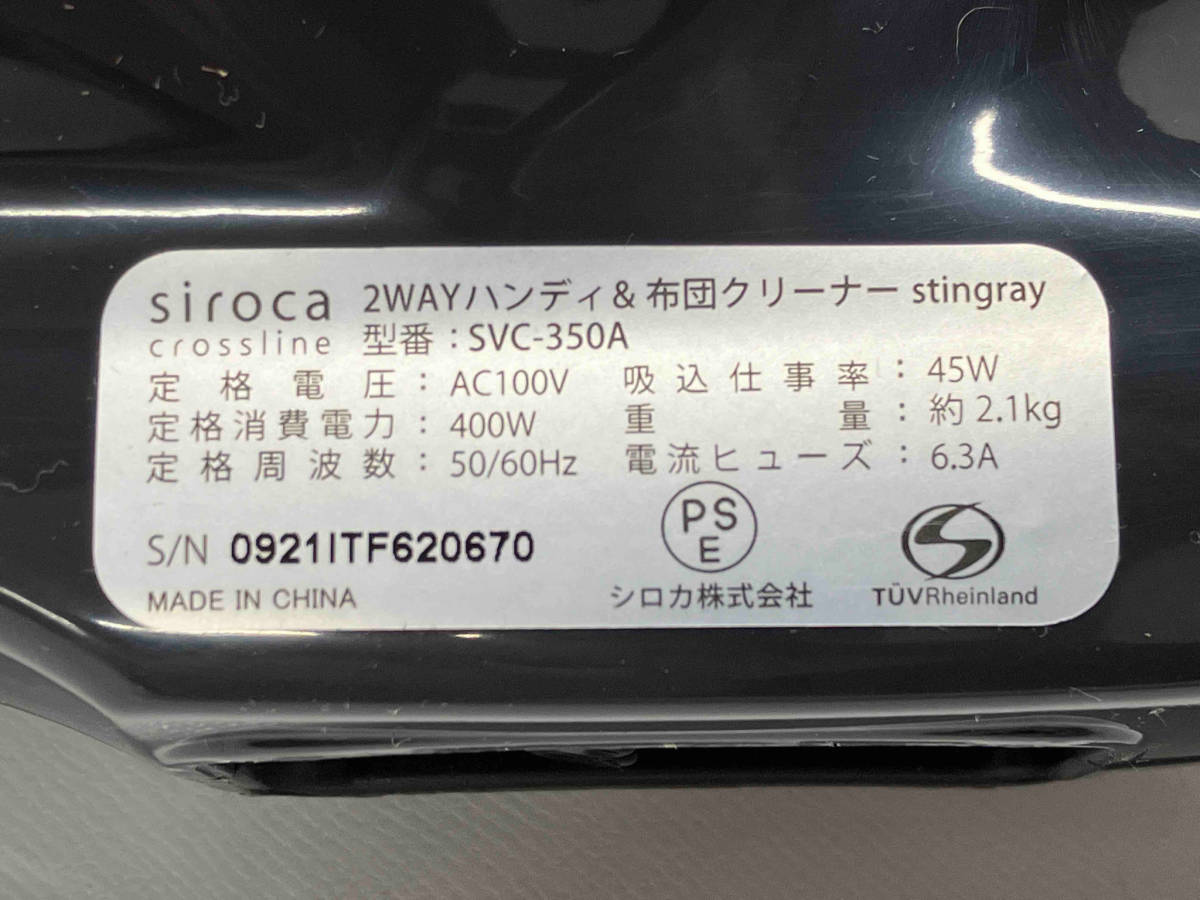 siroca 2WAYハンディ&布団クリーナー stingray
crossline 型番：SVC-350A
定格電圧：AC100V 吸込仕事率：45W
定格消費電力：400W 重量：約2.1kg
定格周波数：50/60Hz 電流ヒューズ：6.3A
PS
E
S/N 0921ITF620670
MADE IN CHINA シロカ株式会社 TÜVRheinland